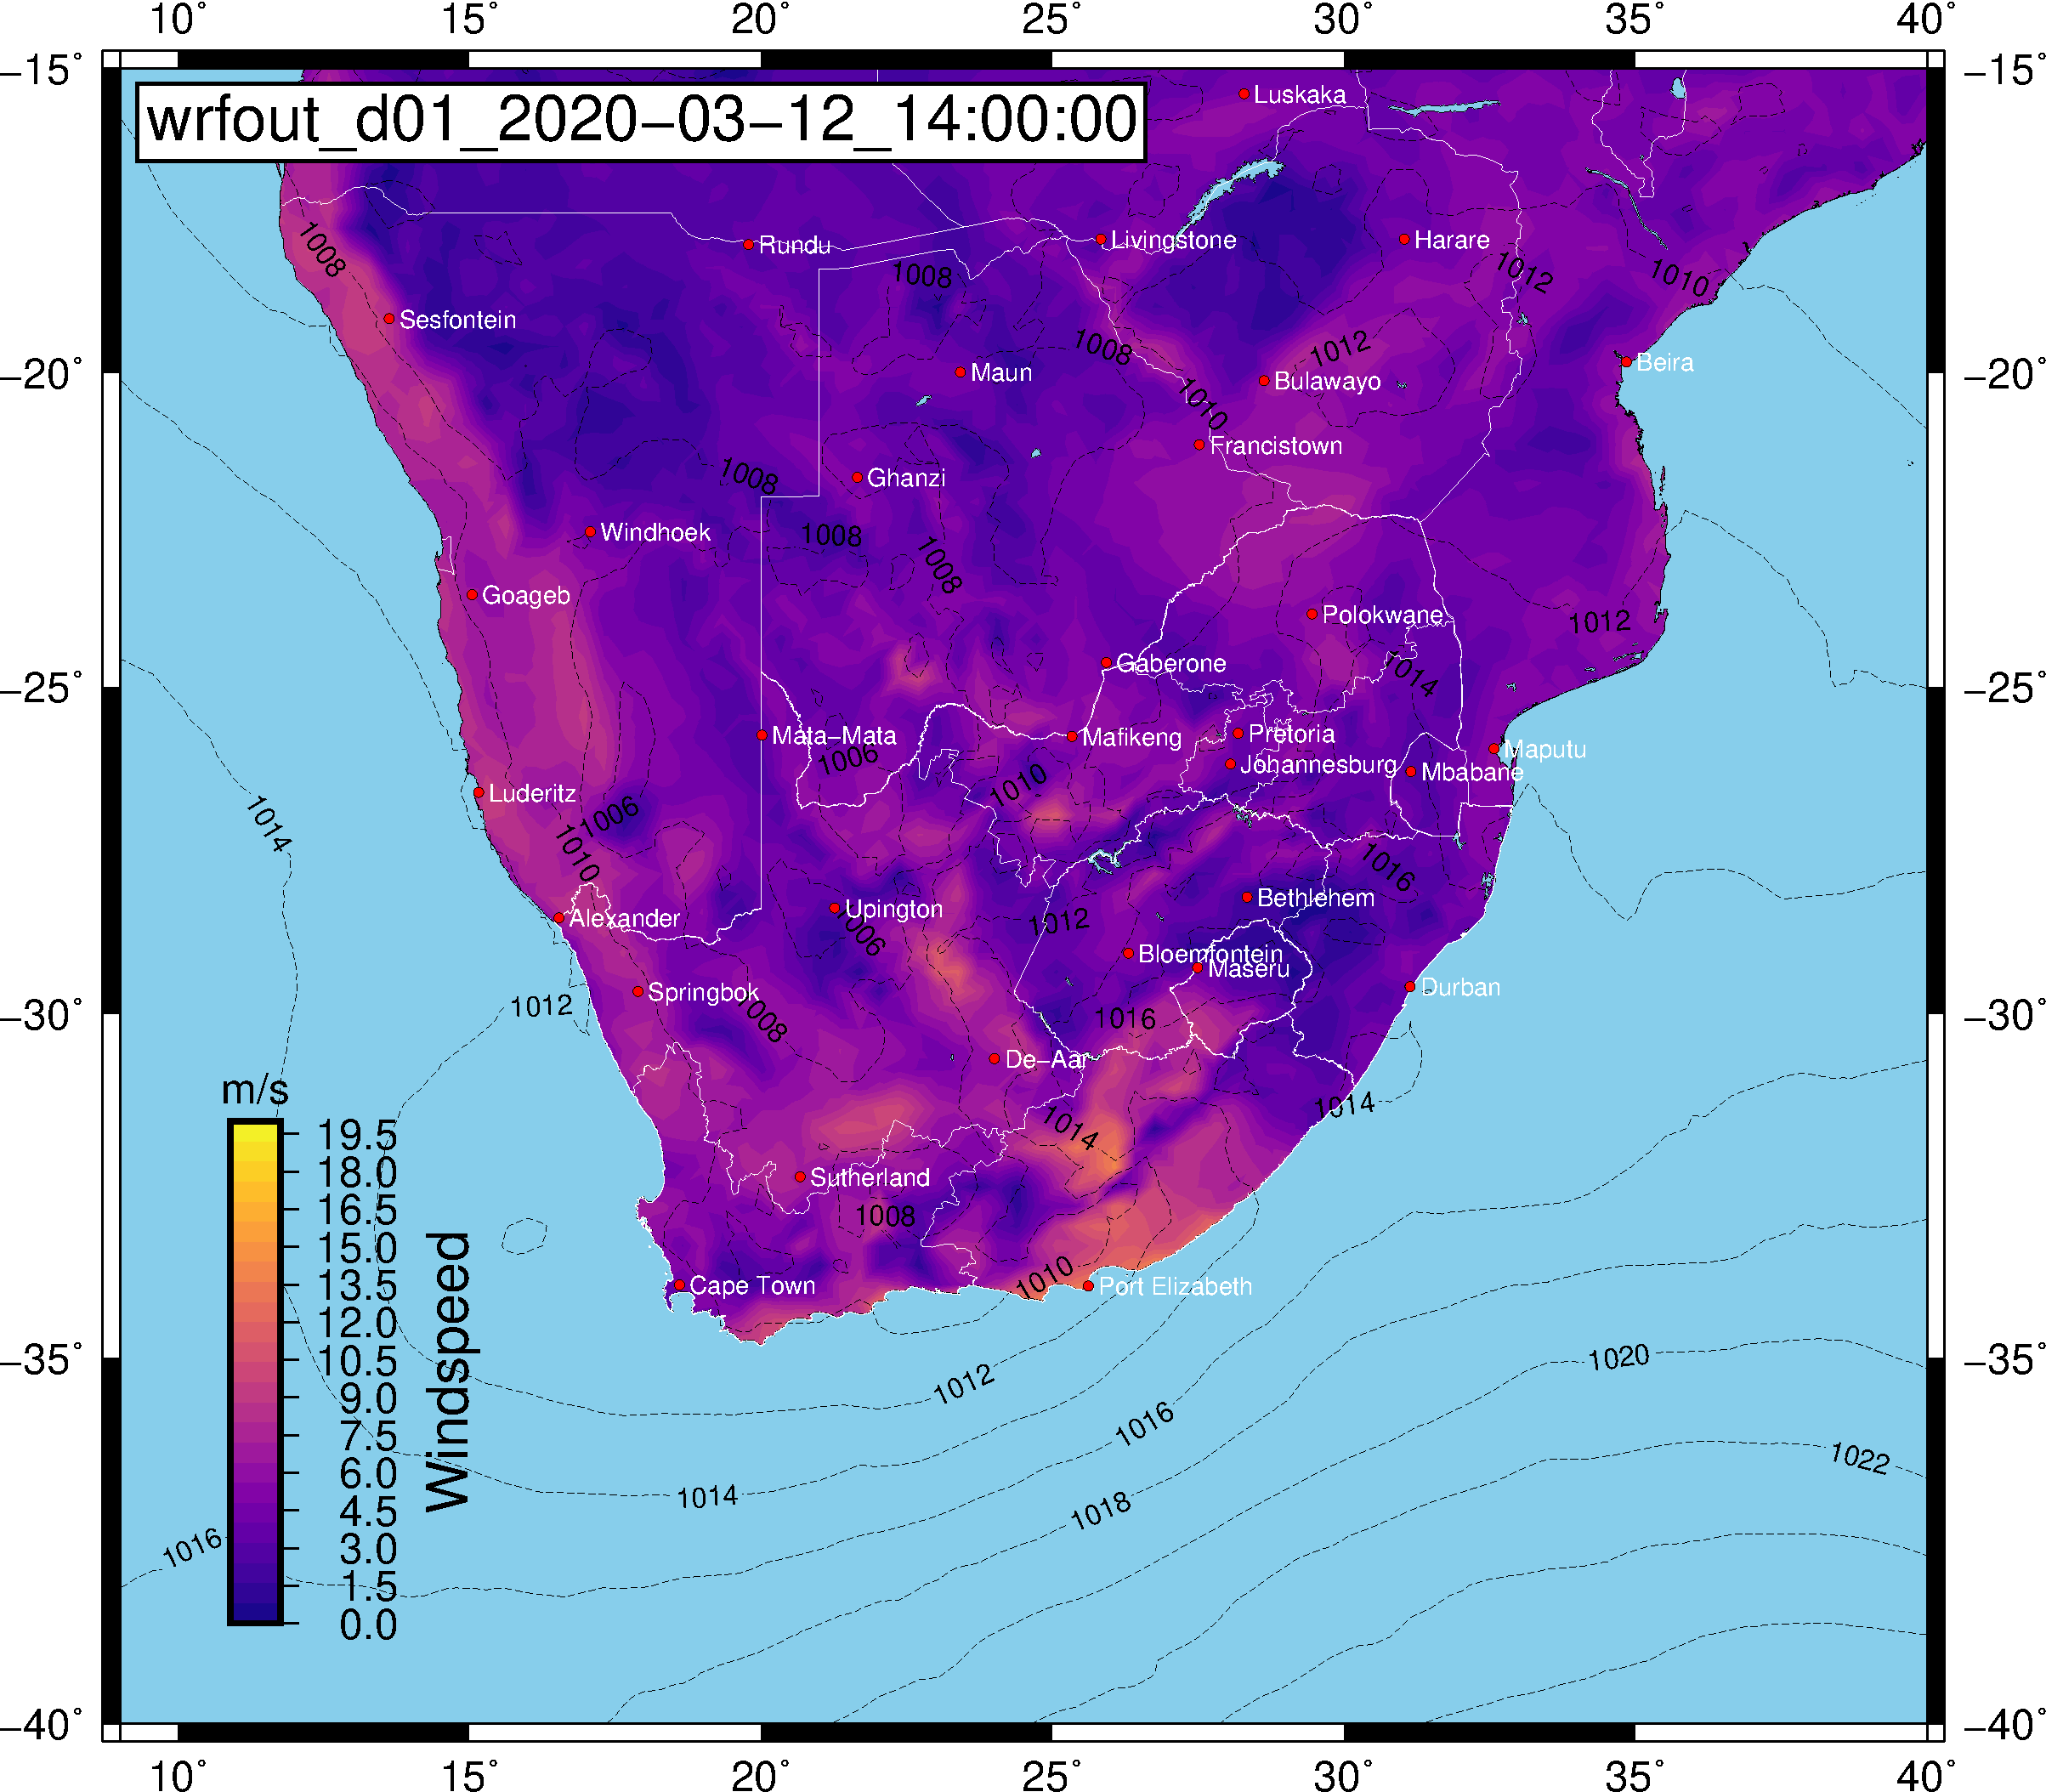 10° 15° 20° 25° 30° 35° 40°
−15° −15°
wrfout_d01_2020−03−12_14:00:00
Luskaka
Rundu Livingstone Harare
1008 1008 1012 1010
Sesfontein
1008 1012
−20° Maun Bulawayo Beira −20°
1010
Francistown
1008 Ghanzi
Windhoek 1008
1008
Goageb
Polokwane 1012
Gaberone 1014
−25° −25°
Mata−Mata Mafikeng Pretoria Maputu
1006 Johannesburg Mbabane
Luderitz 1010
1014 1006
1010 1016
Bethlehem
Alexander Upington 1012
1006
Bloemfontein
Maseru
Springbok Durban
1012 1008 1016
−30° −30°
De−Aar
m/s
1014 1014
19.5
18.0
16.5
15.0
13.5
12.0
10.5
9.0
7.5
6.0
4.5
3.0
1.5
0.0
Windspeed
Sutherland
1008
Cape Town 1010 Port Elizabeth
−35° 1012 1020 −35°
1016
1022
1014 1018
1016
−40° −40°
10° 15° 20° 25° 30° 35° 40°